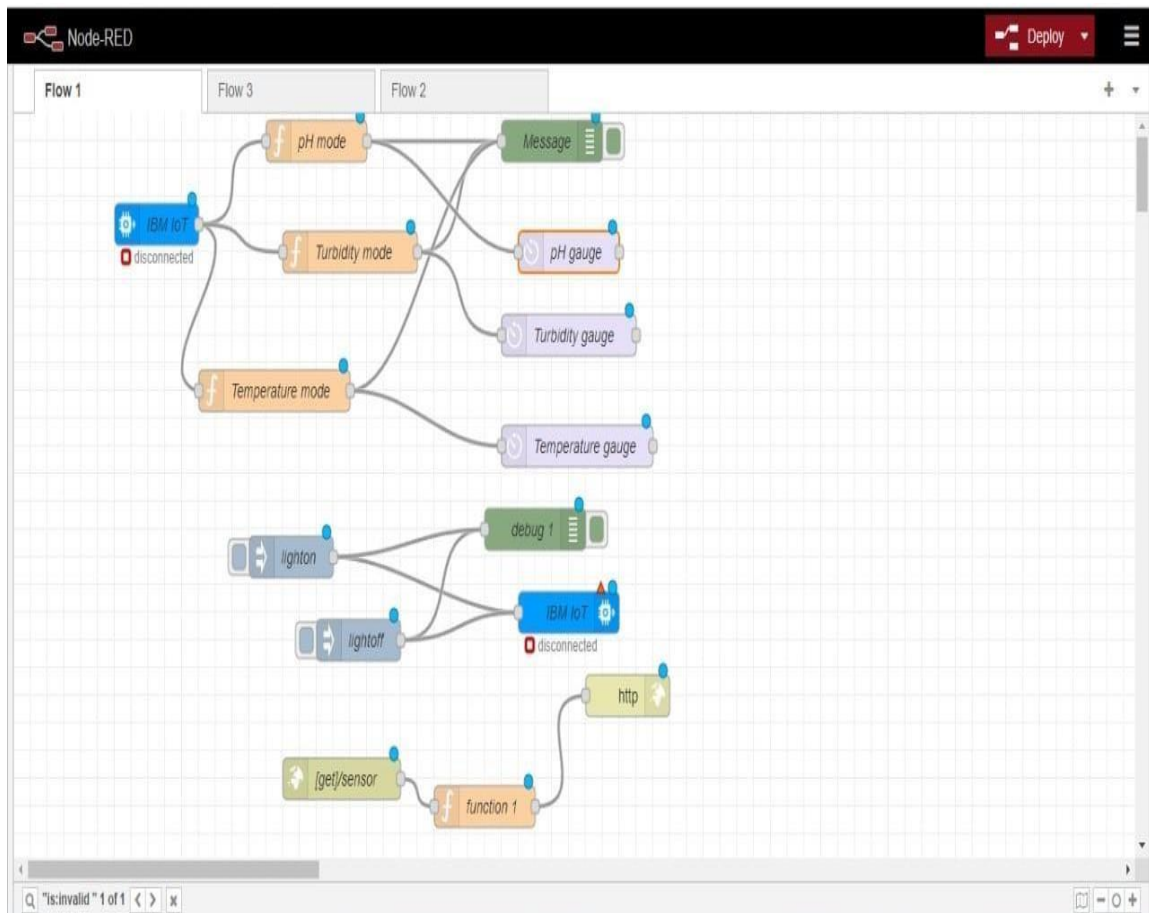 Node-RED
Deploy
Flow 1
Flow 3
Flow 2
pH mode
Message
IBM IoT
disconnected
Turbidity mode
pH gauge
Turbidity gauge
Temperature mode
Temperature gauge
debug 1
lighton
IBM IoT
lightoff
disconnected
http
[get]/sensor
function 1
"is:invalid " 1 of 1